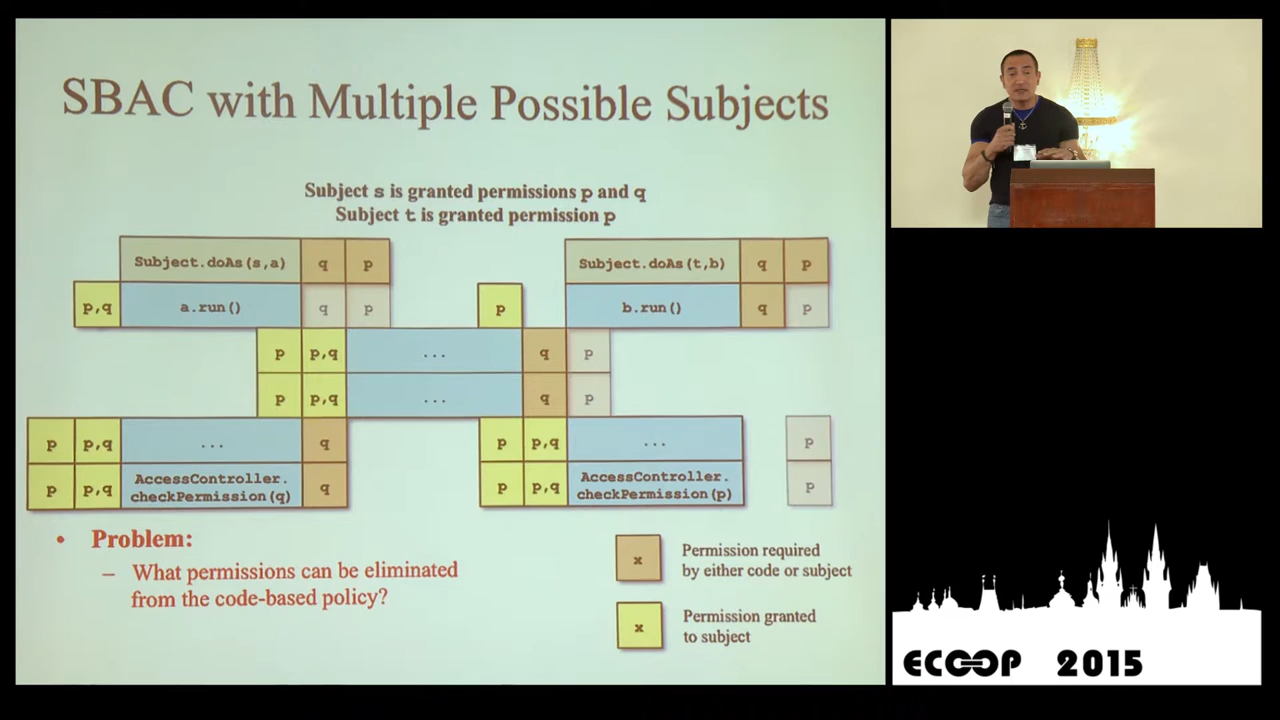 SBAC with Multiple Possible Subjects
Subject s is granted permissions p and q
Subject t is granted permission p
Subject.doAs(s,a) q p
Subject.doAs(t,b) q p
p,q a.run() q p
p b.run() q p
p p,q ... q p
p p,q ... q p
p p,q ... q
p p,q ... p
p p,q AccessController.
checkPermission(q) q
p p,q AccessController.
checkPermission(p) p
• Problem:
– What permissions can be eliminated
from the code-based policy?
x Permission required
by either code or subject
x Permission granted
to subject
ECOOP 2015